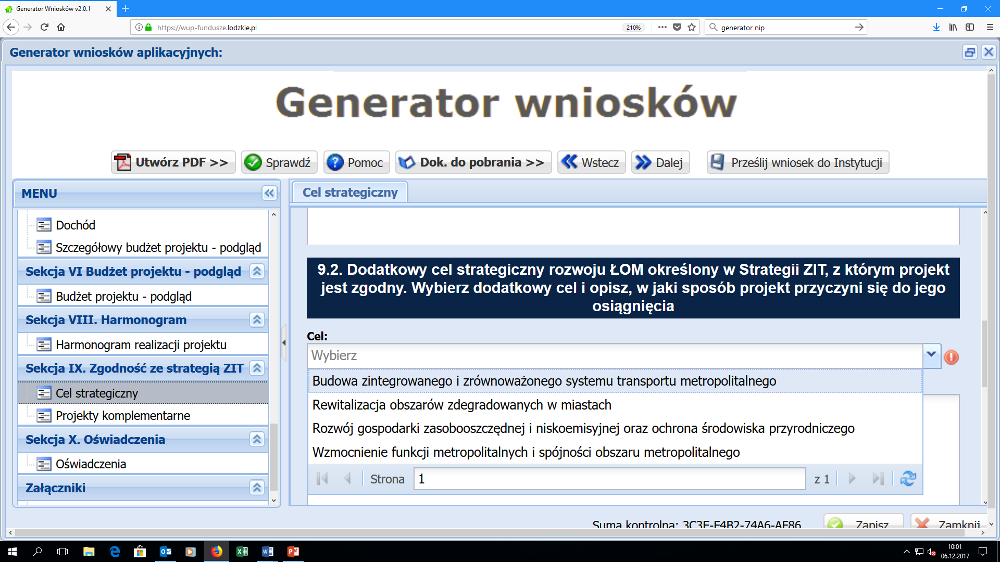 Generator Wniosków v2.0.1
https://wup-fundusze.lodzkie.pl
210%
generator nip
Generator wniosków aplikacyjnych:
Generator wniosków
Utwórz PDF >>
Sprawdź
Pomoc
Dok. do pobrania >>
Wstecz
Dalej
Prześlij wniosek do Instytucji
MENU
Dochód
Szczegółowy budżet projektu - podgląd
Sekcja VI Budżet projektu - podgląd
Budżet projektu - podgląd
Sekcja VIII. Harmonogram
Harmonogram realizacji projektu
Sekcja IX. Zgodność ze strategią ZIT
Cel strategiczny
Projekty komplementarne
Sekcja X. Oświadczenia
Oświadczenia
Załączniki
Cel strategiczny
9.2. Dodatkowy cel strategiczny rozwoju ŁOM określony w Strategii ZIT, z którym projekt
jest zgodny. Wybierz dodatkowy cel i opisz, w jaki sposób projekt przyczyni się do jego
osiągnięcia
Cel:
Wybierz
Budowa zintegrowanego i zrównoważonego systemu transportu metropolitalnego
Rewitalizacja obszarów zdegradowanych w miastach
Rozwój gospodarki zasobooszczędnej i niskoemisyjnej oraz ochrona środowiska przyrodniczego
Wzmocnienie funkcji metropolitalnych i spójności obszaru metropolitalnego
Strona 1 z 1
Suma kontrolna: 3C3E-F4B2-74A6-AF86
Zapisz
Zamknij
10:01
06.12.2017